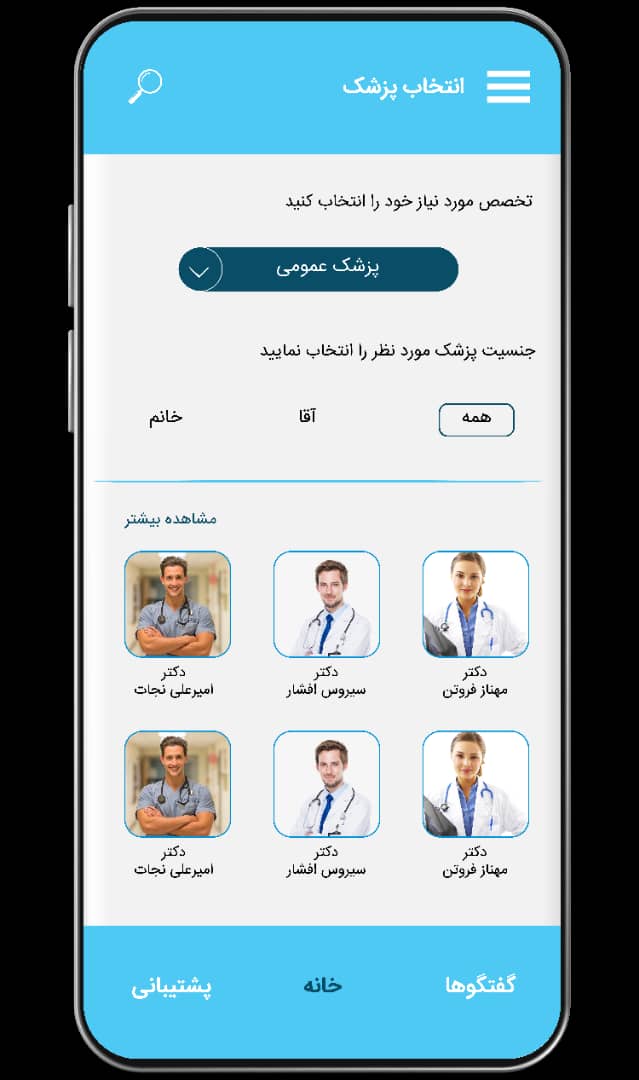 انتخاب پزشک
تخصص مورد نیاز خود را انتخاب کنید
پزشک عمومی
جنسیت پزشک مورد نظر را انتخاب نمایید
همه
آقا
خانم
مشاهده بیشتر
دکتر
مهناز فروتن
دکتر
سیروس افشار
دکتر
امیرعلی نجات
دکتر
مهناز فروتن
دکتر
سیروس افشار
دکتر
امیرعلی نجات
گفتگوها
خانه
پشتیبانی